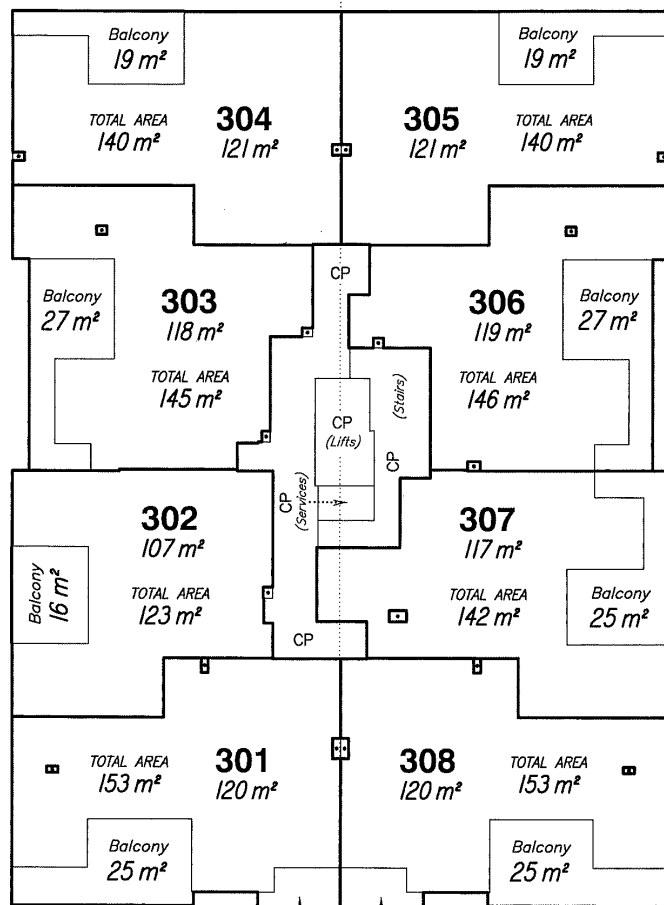 Balcony
19 m²
TOTAL AREA
140 m²
304
121 m²
305
121 m²
Balcony
19 m²
TOTAL AREA
140 m²
Balcony
27 m²
303
118 m²
TOTAL AREA
145 m²
CP
306
119 m²
TOTAL AREA
146 m²
Balcony
27 m²
CP
(Lifts)
(Stairs)
CP
CP
(Services)
302
107 m²
TOTAL AREA
123 m²
Balcony
16 m²
307
117 m²
TOTAL AREA
142 m²
Balcony
25 m²
CP
TOTAL AREA
153 m²
301
120 m²
Balcony
25 m²
308
120 m²
TOTAL AREA
153 m²
Balcony
25 m²